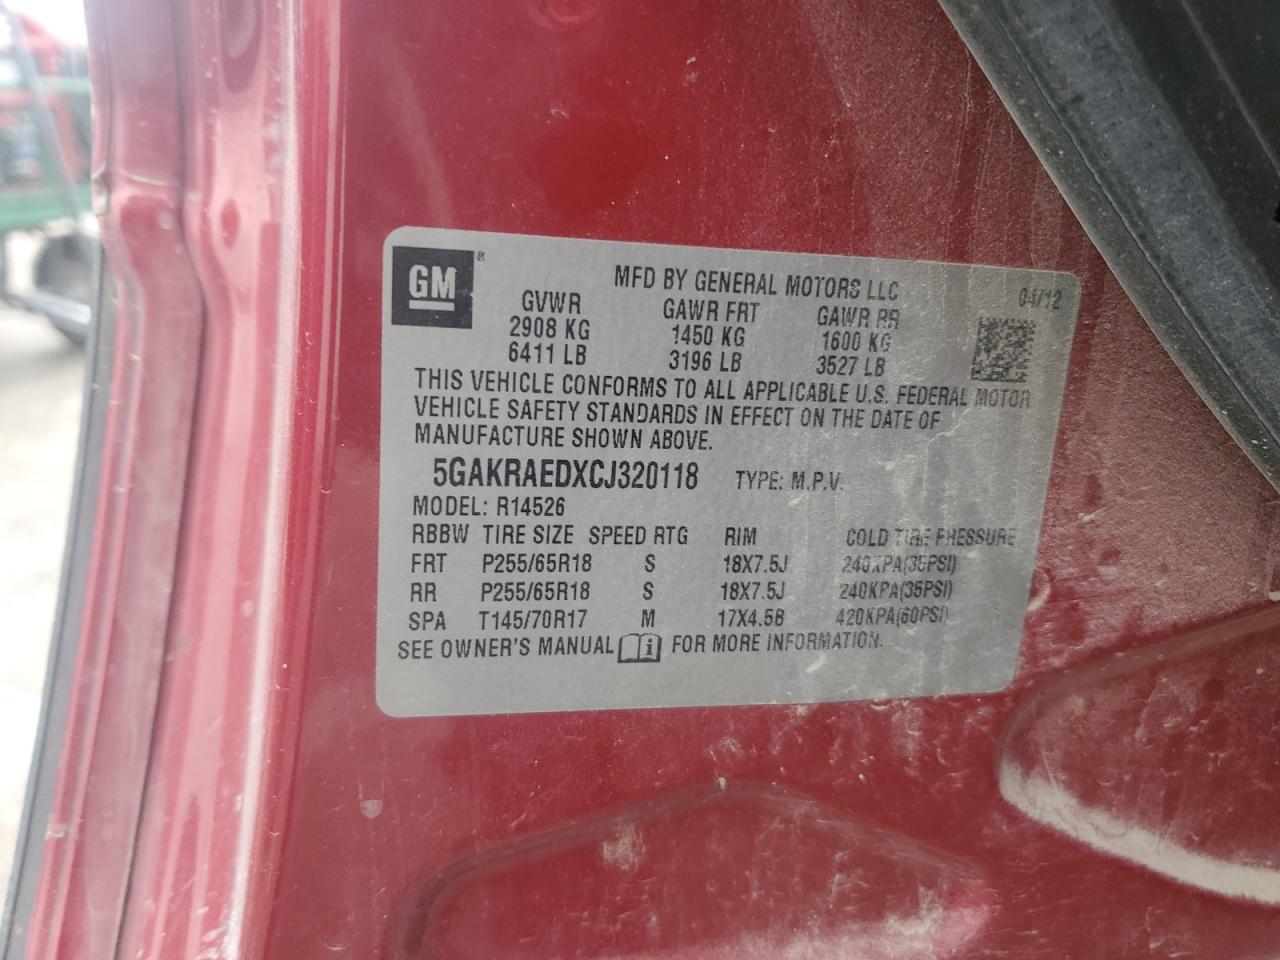 GM ®
MFD BY GENERAL MOTORS LLC 04/12
GVWR GAWR FRT GAWR RR
2908 KG 1450 KG 1600 KG
6411 LB 3196 LB 3527 LB
THIS VEHICLE CONFORMS TO ALL APPLICABLE U.S. FEDERAL MOTOR
VEHICLE SAFETY STANDARDS IN EFFECT ON THE DATE OF
MANUFACTURE SHOWN ABOVE.
5GAKRAEDXCJ320118 TYPE: M.P.V.
MODEL: R14526
RBBW TIRE SIZE SPEED RTG RIM COLD TIRE PRESSURE
FRT P255/65R18 S 18X7.5J 240KPA(35PSI)
RR P255/65R18 S 18X7.5J 240KPA(35PSI)
SPA T145/70R17 M 17X4.5B 420KPA(60PSI)
SEE OWNER'S MANUAL i FOR MORE INFORMATION.